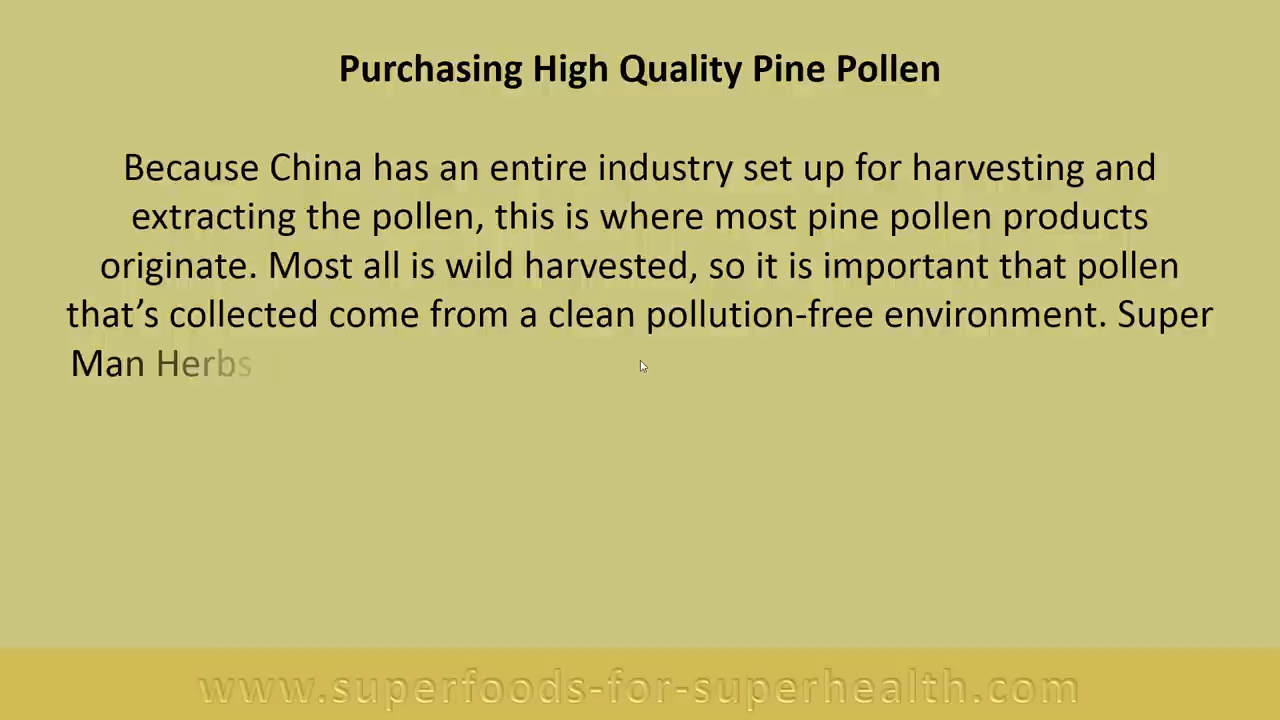 Purchasing High Quality Pine Pollen
Because China has an entire industry set up for harvesting and
extracting the pollen, this is where most pine pollen products
originate. Most all is wild harvested, so it is important that pollen
that’s collected come from a clean pollution-free environment. Super
Man Herbs
www.superfoods-for-superhealth.com